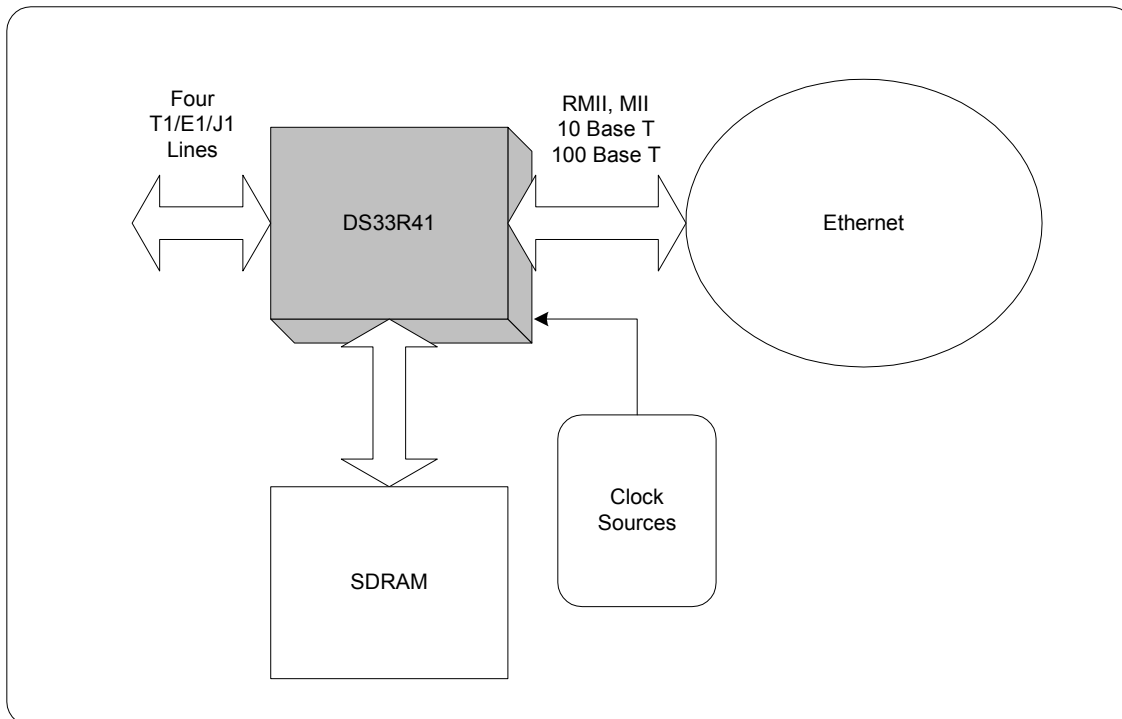 Four
T1/E1/J1
Lines
RMII, MII
10 Base T
100 Base T
DS33R41
Ethernet
Clock
Sources
SDRAM